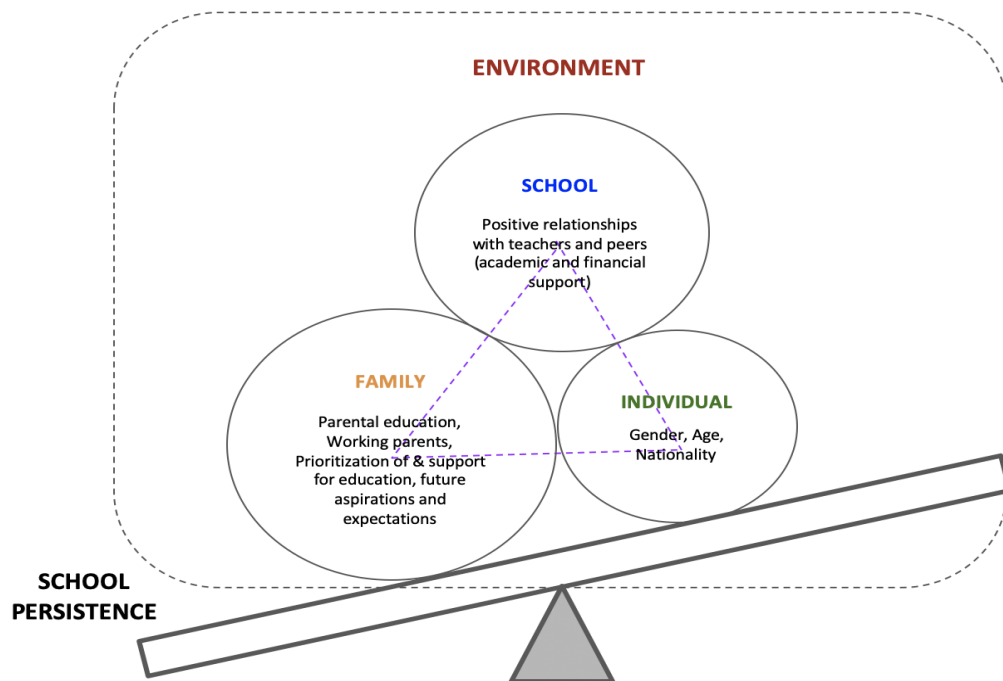 ENVIRONMENT
SCHOOL
Positive relationships
with teachers and peers
(academic and financial
support)
FAMILY
Parental education,
Working parents,
Prioritization of & support
for education, future
aspirations and
expectations
INDIVIDUAL
Gender, Age,
Nationality
SCHOOL
PERSISTENCE